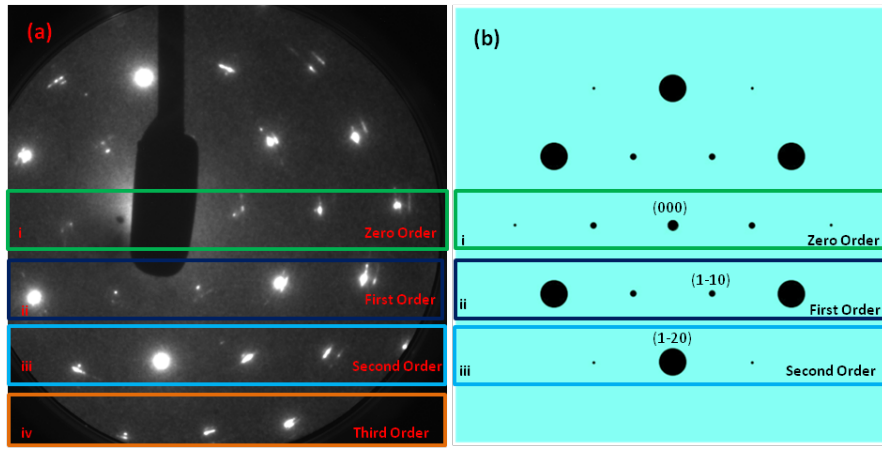 (a)
i
Zero Order
ii
First Order
iii
Second Order
iv
Third Order
(b)
(000)
i
Zero Order
(1-10)
ii
First Order
(1-20)
iii
Second Order